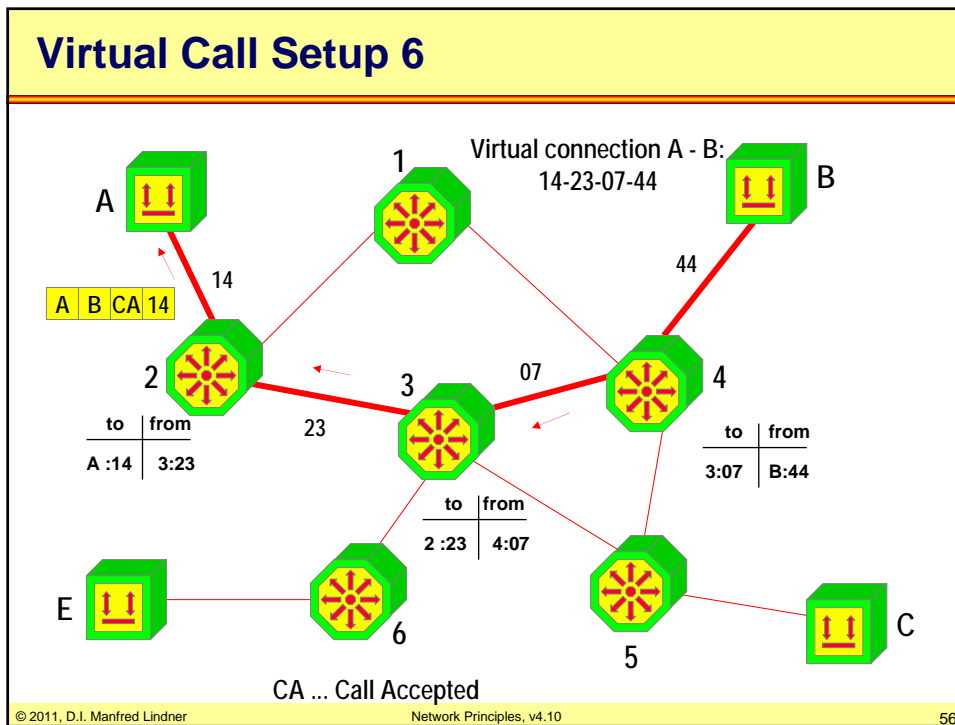 Virtual Call Setup 6
Virtual connection A - B:
14-23-07-44
A
1
B
14
44
A B CA 14
2
3
07
4
23
to from
A :14 3:23
to from
3:07 B:44
to from
2 :23 4:07
E
6
5
C
CA ... Call Accepted
© 2011, D.I. Manfred Lindner
Network Principles, v4.10
56